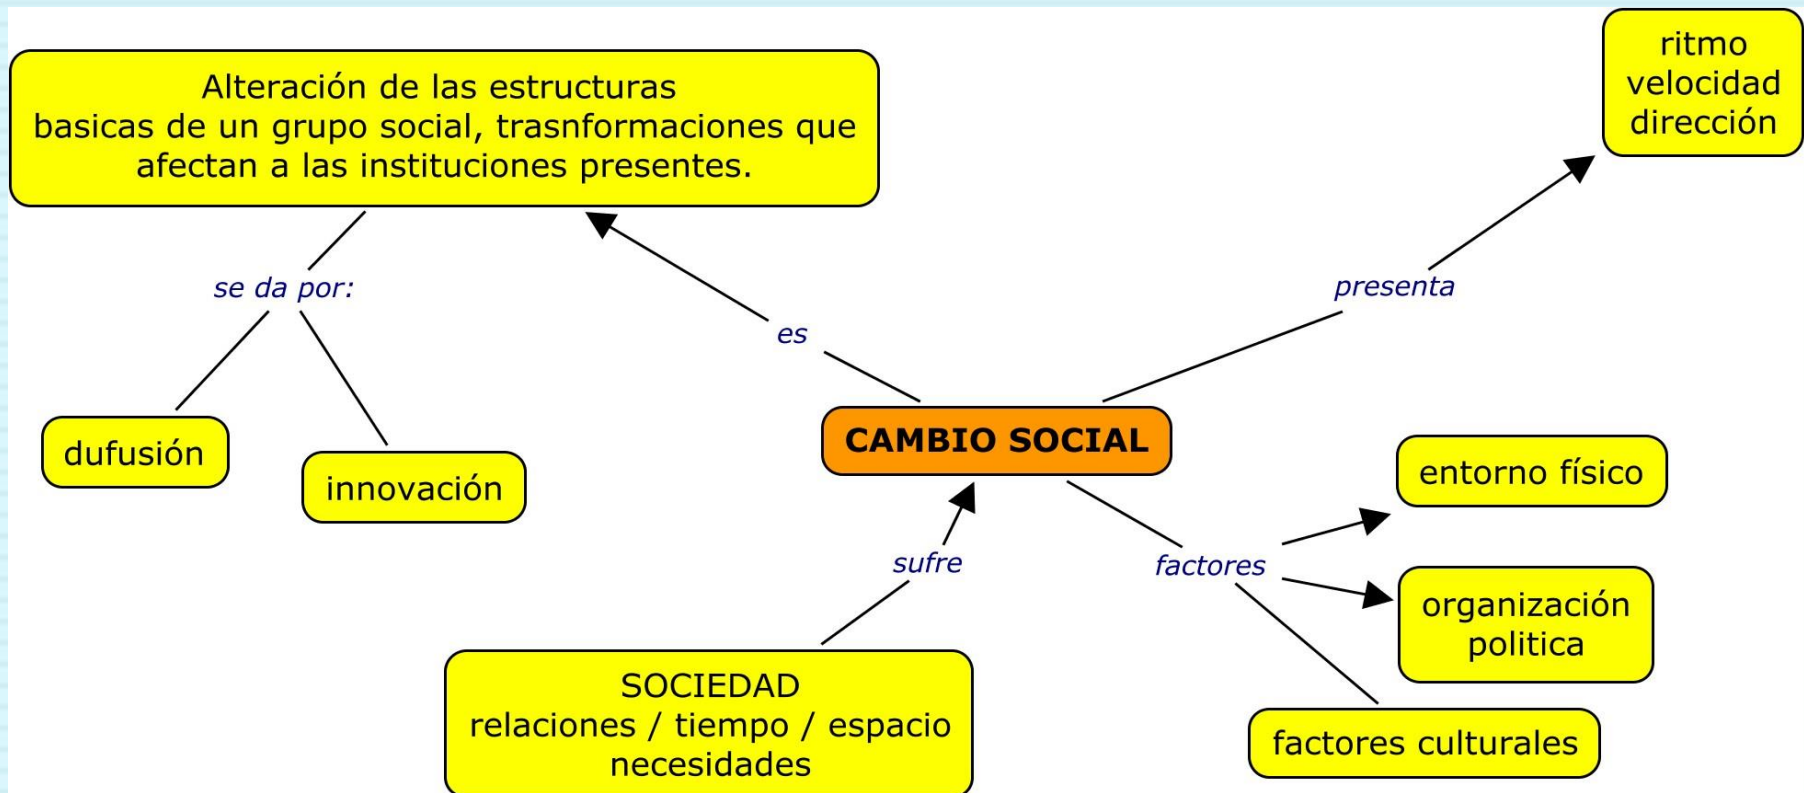 Alteración de las estructuras
basicas de un grupo social, trasnformaciones que
afectan a las instituciones presentes.
ritmo
velocidad
dirección
se da por:
es
presenta
dufusión
innovación
CAMBIO SOCIAL
entorno físico
sufre
factores
organización
politica
SOCIEDAD
relaciones / tiempo / espacio
necesidades
factores culturales